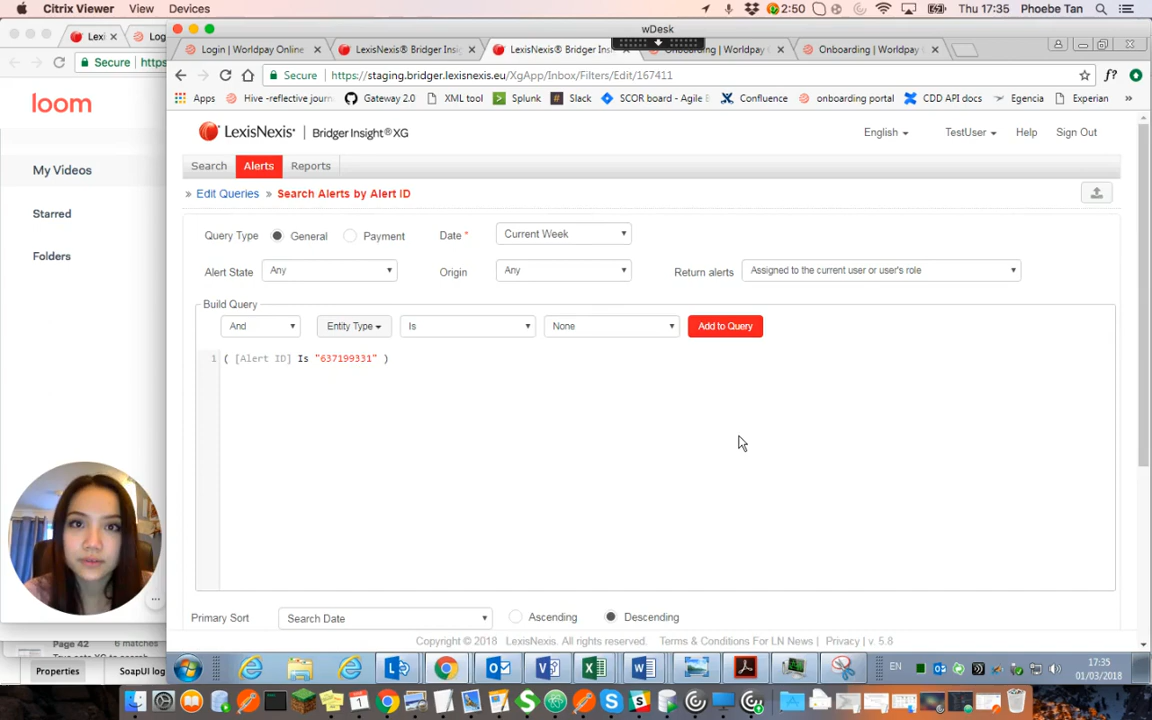 Citrix Viewer View Devices 2:50 Thu 17:35 Phoebe Tan
wDesk
Lexi Log
Login | Worldpay Online LexisNexis® Bridger Insi LexisNexis® Bridger Ins Onboarding | Worldpay Onboarding | Worldpay
Secure https
Secure https://staging.bridger.lexisnexis.eu/XgApp/Inbox/Filters/Edit/167411 f?
Apps Hive -reflective journ Gateway 2.0 XML tool Splunk Slack SCOR board - Agile B Confluence onboarding portal CDD API docs Egencia Experian »
loom
LexisNexis® Bridger Insight® XG English TestUser Help Sign Out
Search Alerts Reports
My Videos
» Edit Queries » Search Alerts by Alert ID
Starred
Query Type General Payment Date * Current Week
Folders
Alert State Any Origin Any Return alerts Assigned to the current user or user's role
Build Query
And Entity Type Is None Add to Query
1 ( [Alert ID] Is "637199331" )
Primary Sort Search Date Ascending Descending
Page 42 6 matches
Copyright © 2018 LexisNexis. All rights reserved. Terms & Conditions For LN News | Privacy | v. 5.8
Properties SoapUI log
EN 17:35
01/03/2018